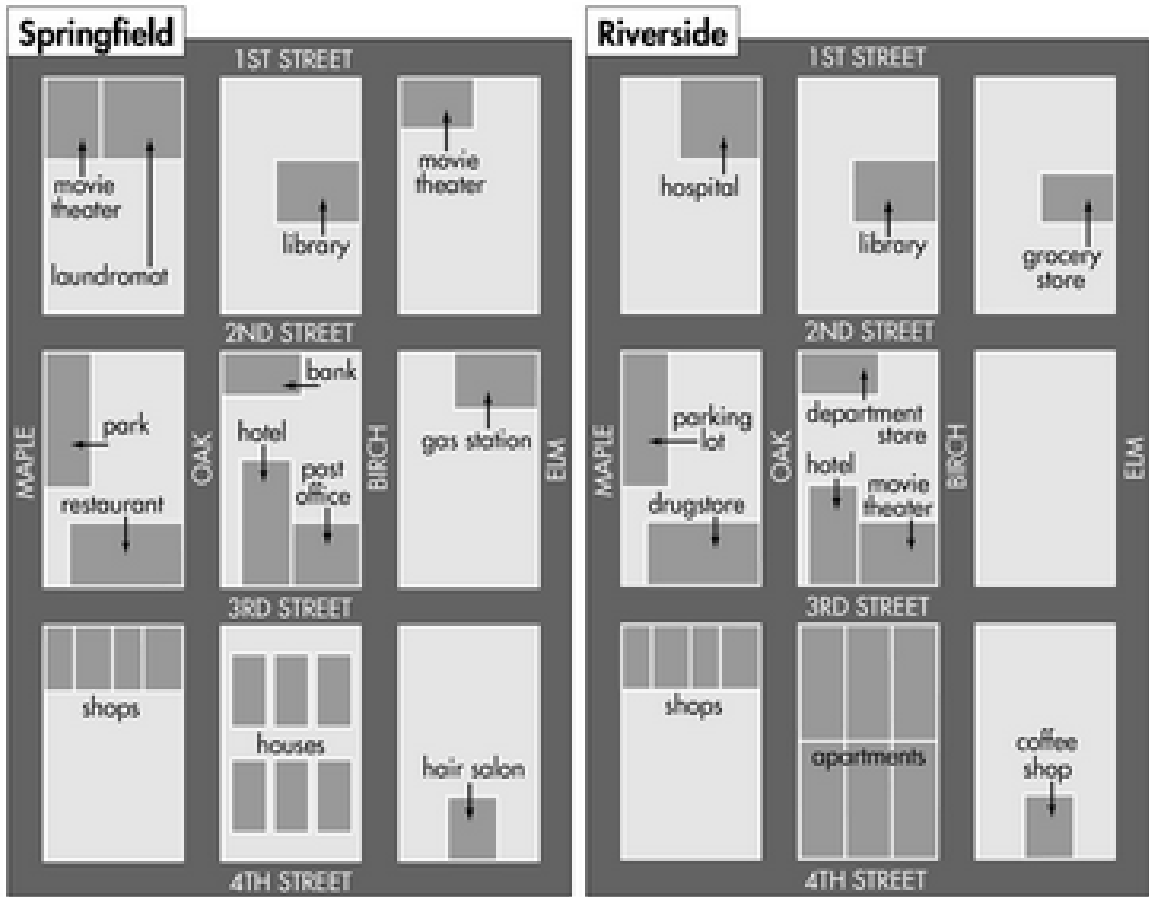 Springfield
1ST STREET
movie
theater
laundromat
library
movie
theater
2ND STREET
MAPLE
park
restaurant
OAK
bank
hotel
post
office
BIRCH
gas station
ELM
3RD STREET
shops
houses
hair salon
4TH STREET
Riverside
1ST STREET
hospital
library
grocery
store
2ND STREET
MAPLE
parking
lot
drugstore
OAK
department
store
hotel
movie
theater
BIRCH
ELM
3RD STREET
shops
apartments
coffee
shop
4TH STREET